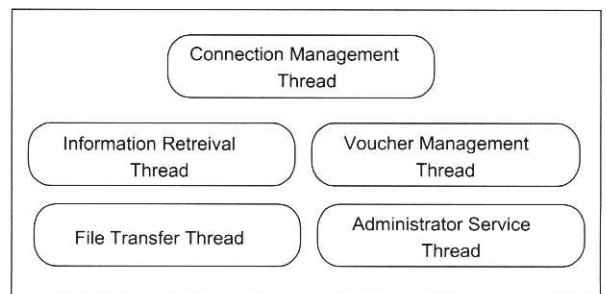 Connection Management
Thread
Information Retreival
Thread
Voucher Management
Thread
File Transfer Thread
Administrator Service
Thread